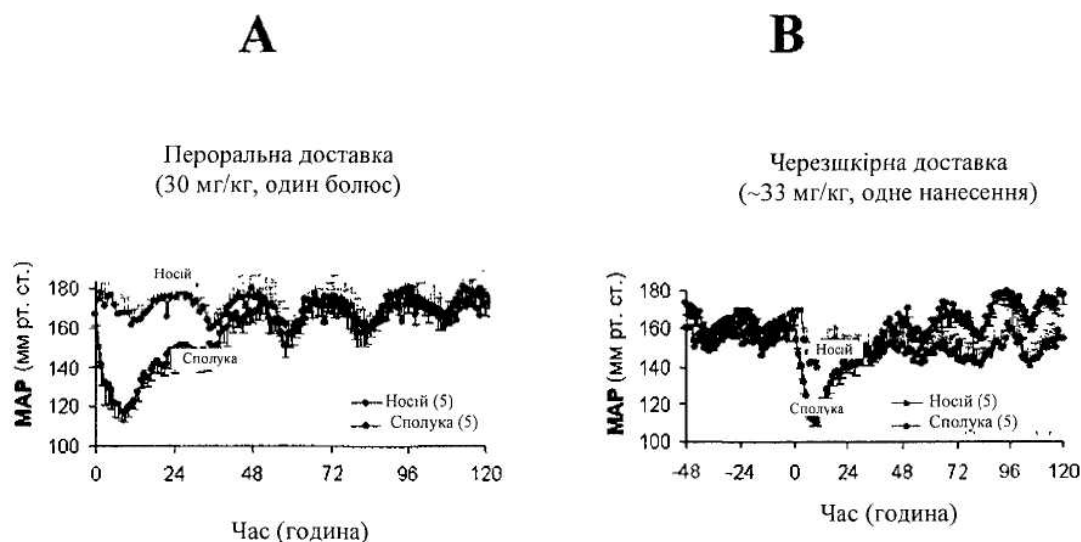 A
Пероральна доставка
(30 мг/кг, один болюс)
МАР (мм рт. ст.)
180
160
140
120
100
Носій
Сполука
Носій (5)
Сполука (5)
0
24
48
72
96
120
Час (година)
B
Черезшкірна доставка
(~33 мг/кг, одне нанесення)
МАР (мм рт. ст.)
180
160
140
120
100
Носій
Сполука
Носій (5)
Сполука (5)
-48
-24
0
24
48
72
96
120
Час (година)